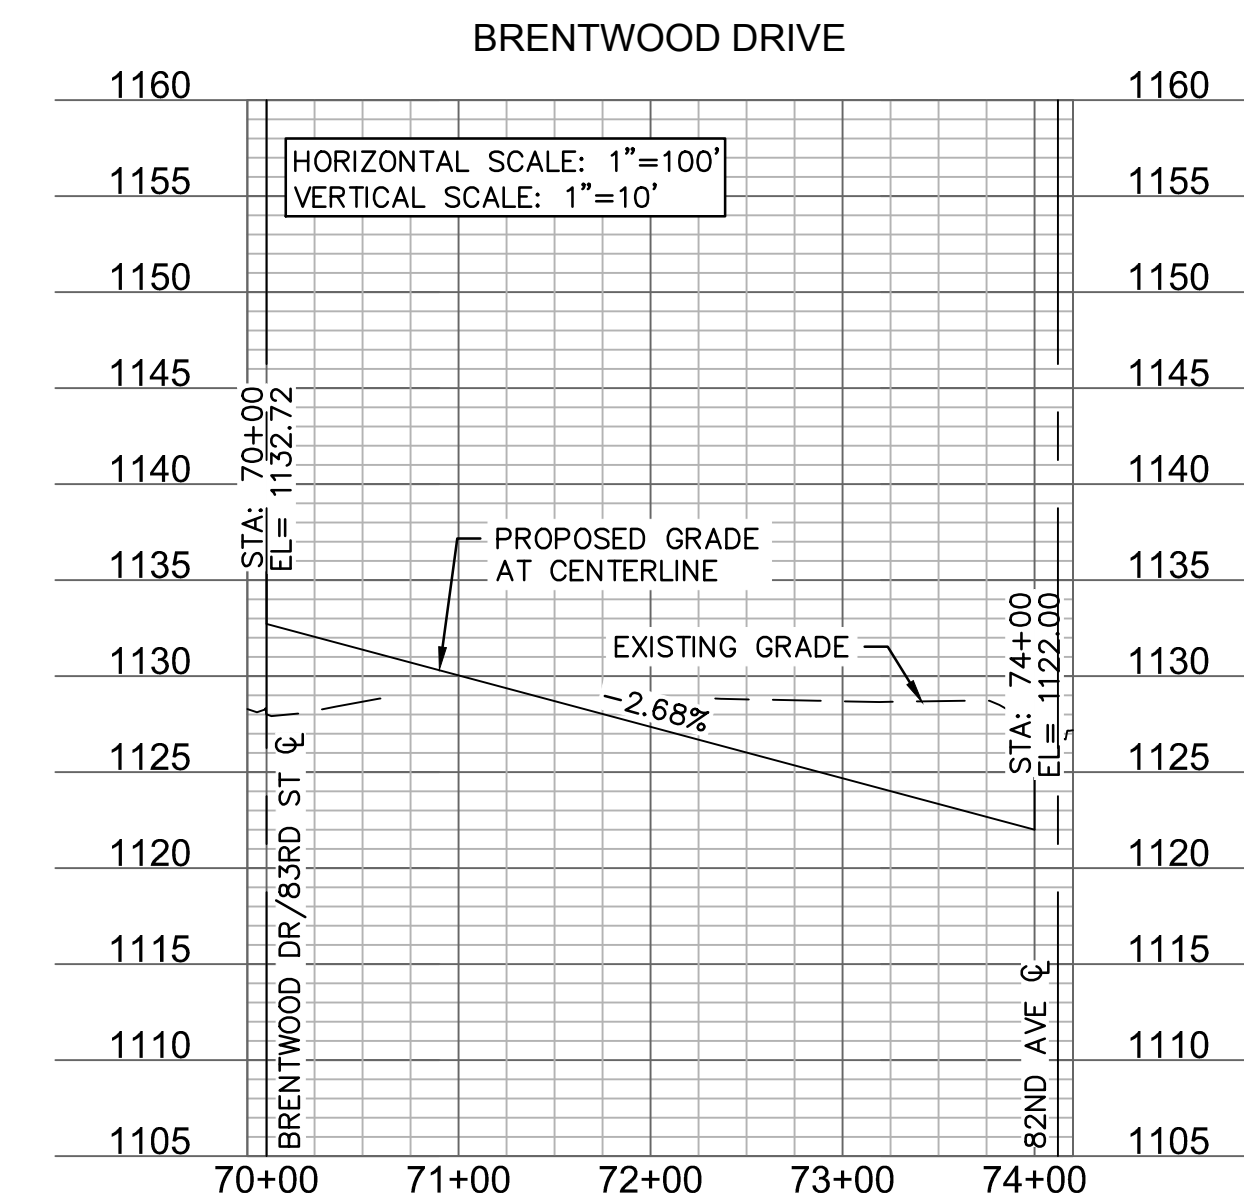 BRENTWOOD DRIVE
1160
1160
HORIZONTAL SCALE: 1"=100'
VERTICAL SCALE: 1"=10'
1155
1155
1150
1150
1145
1145
STA: 70+00
EL= 1132.72
1140
1140
PROPOSED GRADE
AT CENTERLINE
1135
1135
EXISTING GRADE
STA: 74+00
EL= 1122.00
1130
1130
-2.68%
1125
1125
1120
1120
BRENTWOOD DR/83RD ST ℄
82ND AVE ℄
1115
1115
1110
1110
1105
1105
70+00
71+00
72+00
73+00
74+00